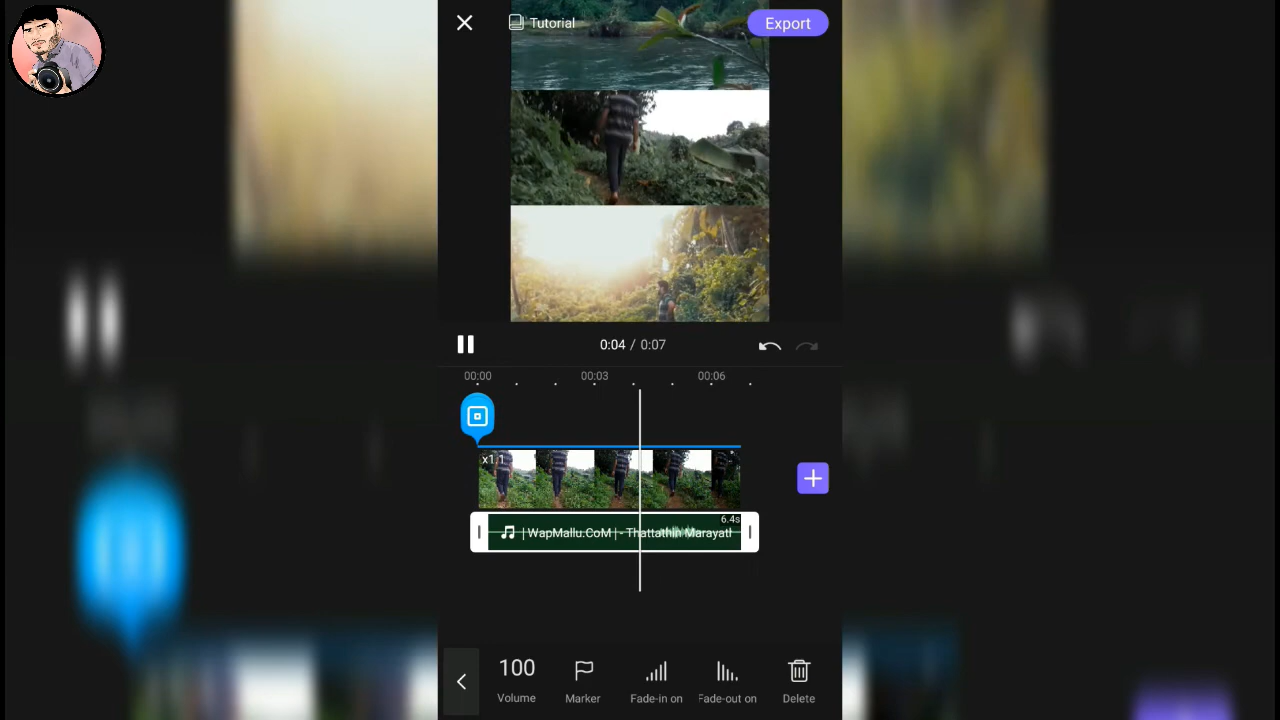 Tutorial
Export
0:04 / 0:07
00:00
00:03
00:06
x1.1
6.4s
| WapMallu.CoM | - Thattathin Marayath
100
Volume
Marker
Fade-in on
Fade-out on
Delete